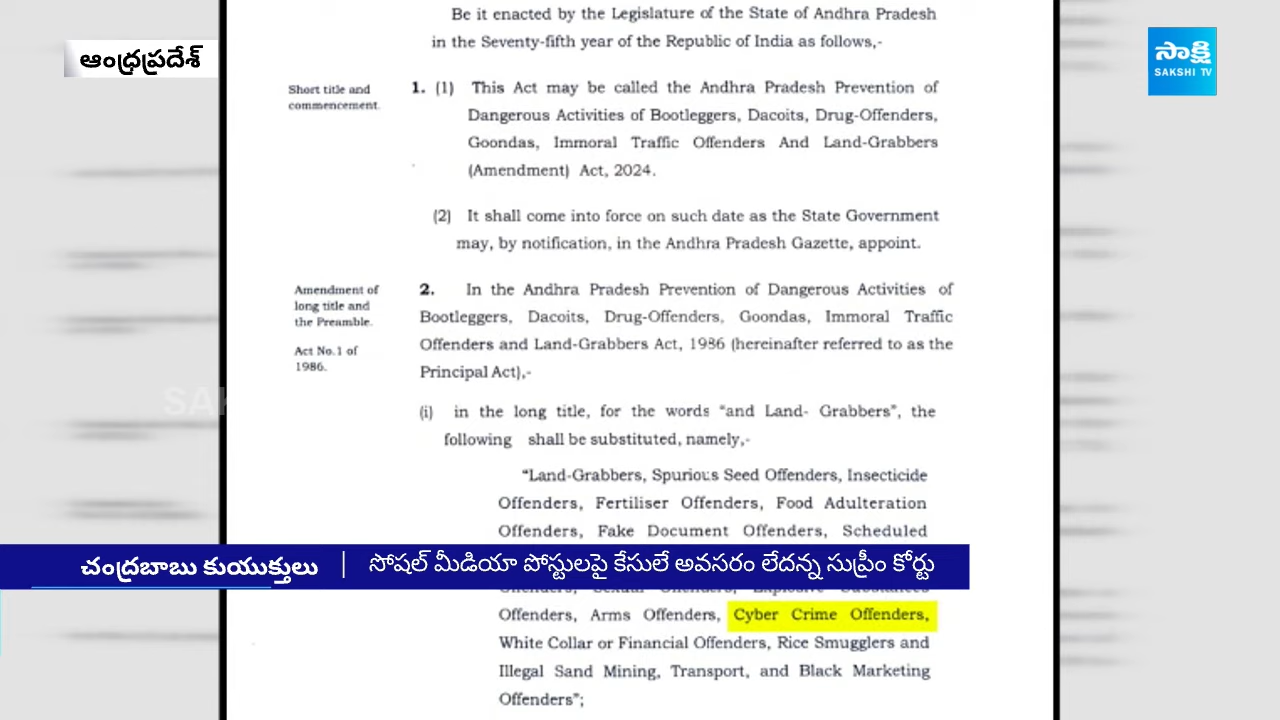 Be it enacted by the Legislature of the State of Andhra Pradesh
in the Seventy-fifth year of the Republic of India as follows,-
ఆంధ్రప్రదేశ్
సాక్షి
SAKSHI TV
Short title and
commencement.
1. (1) This Act may be called the Andhra Pradesh Prevention of
Dangerous Activities of Bootleggers, Dacoits, Drug-Offenders,
Goondas, Immoral Traffic Offenders And Land-Grabbers
(Amendment) Act, 2024.
(2) It shall come into force on such date as the State Government
may, by notification, in the Andhra Pradesh Gazette, appoint.
Amendment of
long title and
the Preamble.
Act No.1 of
1986.
2. In the Andhra Pradesh Prevention of Dangerous Activities of
Bootleggers, Dacoits, Drug-Offenders, Goondas, Immoral Traffic
Offenders and Land-Grabbers Act, 1986 (hereinafter referred to as the
Principal Act),-
(i) in the long title, for the words “and Land- Grabbers”, the
following shall be substituted, namely,-
“Land-Grabbers, Spurious Seed Offenders, Insecticide
Offenders, Fertiliser Offenders, Food Adulteration
Offenders, Fake Document Offenders, Scheduled
చంద్రబాబు కుయుక్తులు | సోషల్ మీడియా పోస్టులపై కేసులే అవసరం లేదన్న సుప్రీం కోర్టు
Offenders, Sexual Offenders, Explosive Substances
Offenders, Arms Offenders, Cyber Crime Offenders,
White Collar or Financial Offenders, Rice Smugglers and
Illegal Sand Mining, Transport, and Black Marketing
Offenders”;